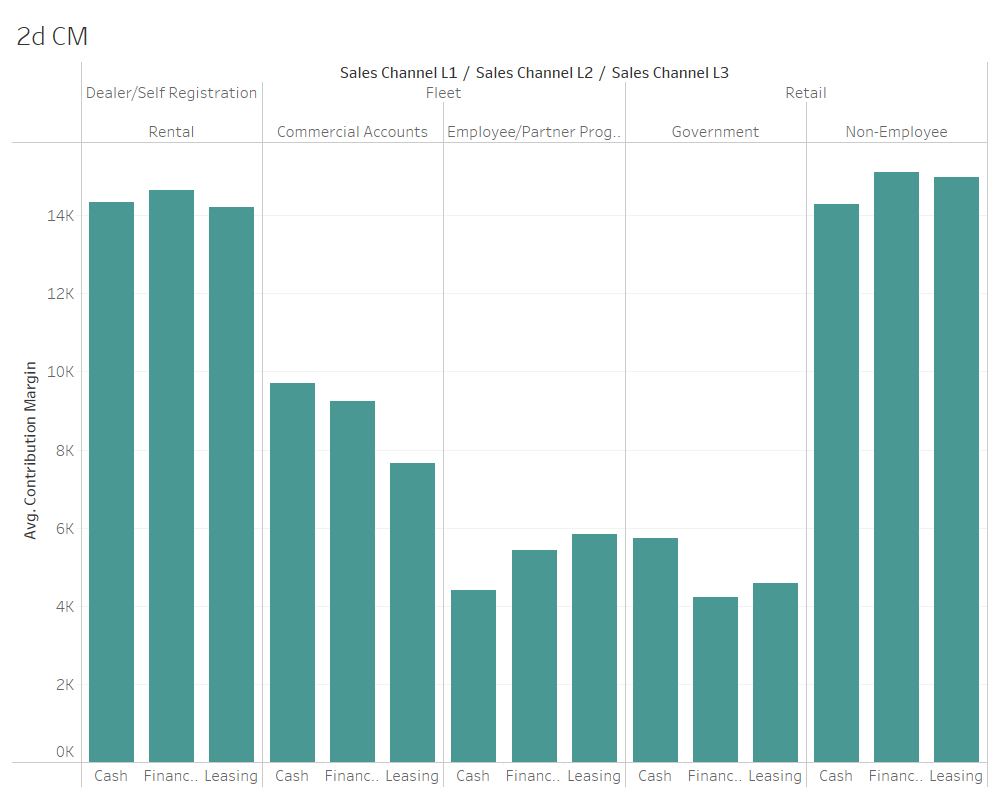 2d CM
Sales Channel L1 / Sales Channel L2 / Sales Channel L3
Dealer/Self Registration Fleet Retail
Rental Commercial Accounts Employee/Partner Prog.. Government Non-Employee
Avg. Contribution Margin
14K
12K
10K
8K
6K
4K
2K
0K
Cash Financ.. Leasing Cash Financ.. Leasing Cash Financ.. Leasing Cash Financ.. Leasing Cash Financ.. Leasing